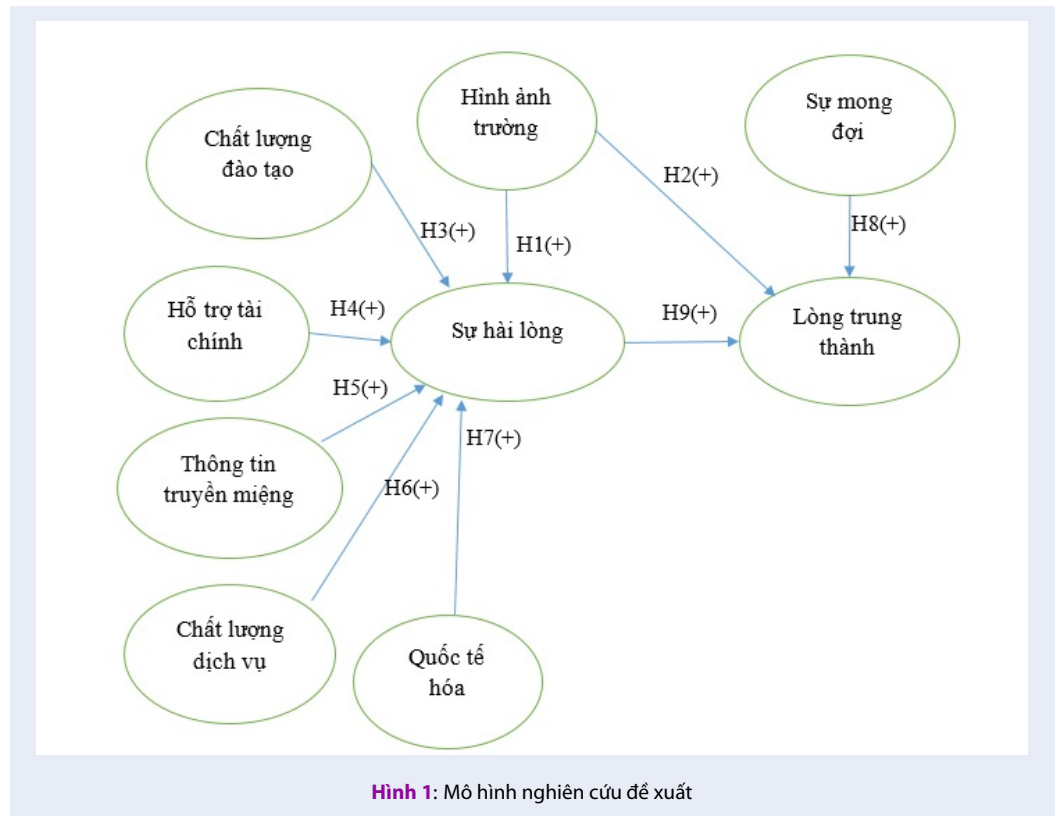 Hình ảnh
trường
Sự mong
đợi
Chất lượng
đào tạo
H2(+)
H3(+)
H1(+)
H8(+)
Hỗ trợ tài
chính
H4(+)
Sự hài lòng
H9(+)
Lòng trung
thành
H5(+)
H7(+)
Thông tin
truyền miệng
H6(+)
Chất lượng
dịch vụ
Quốc tế
hóa
Hình 1: Mô hình nghiên cứu đề xuất